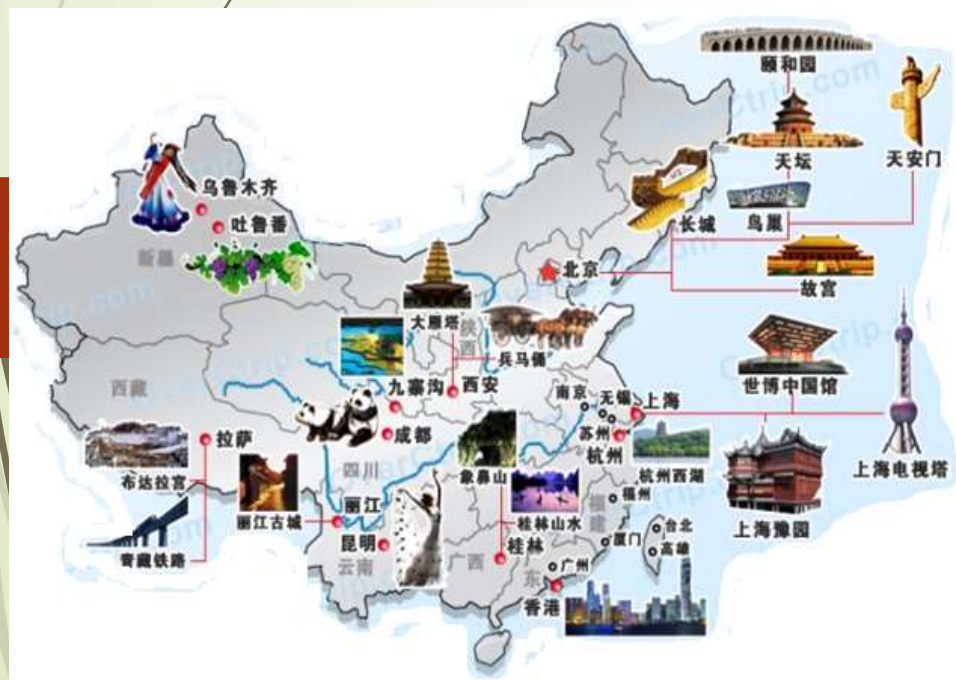 颐和园
天坛
天安门
乌鲁木齐
长城
鸟巢
吐鲁番
新疆
北京
故宫
大雁塔
陕西
兵马俑
世博中国馆
西藏
九寨沟
西安
南京
无锡
上海
拉萨
成都
苏州
杭州
上海电视塔
四川
象鼻山
杭州西湖
布达拉宫
丽江
福州
福建
丽江古城
桂林山水
台北
上海豫园
昆明
桂林
厦门
高雄
青藏铁路
云南
广西
广州
广东
香港